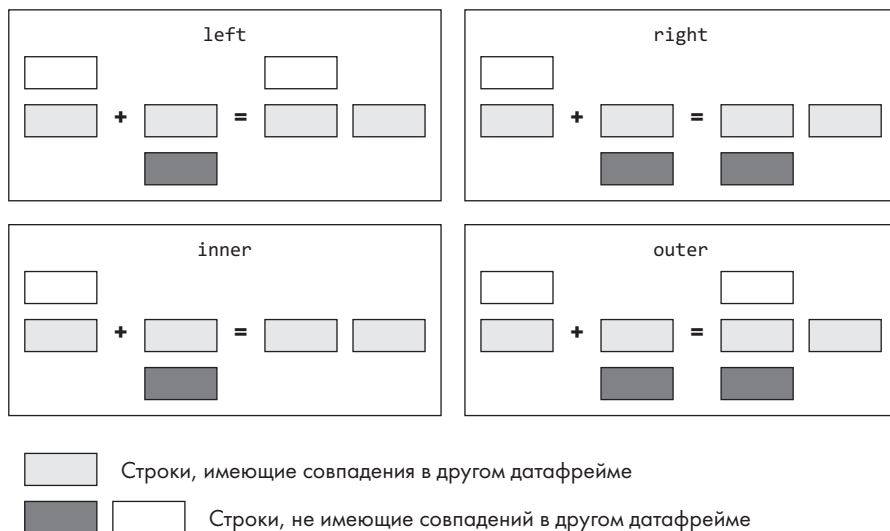 left
right
+ =
+ =
inner
outer
+ =
+ =
Строки, имеющие совпадения в другом датафрейме
Строки, не имеющие совпадений в другом датафрейме